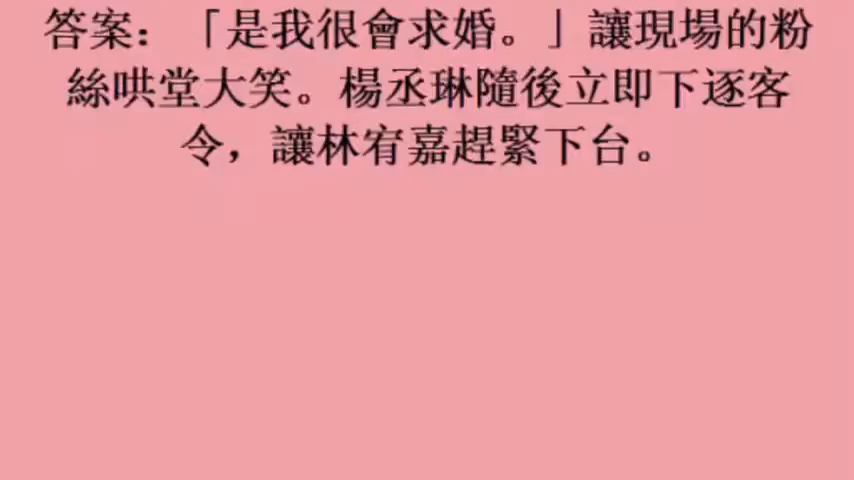 答案：「是我很會求婚。」讓現場的粉
絲哄堂大笑。楊丞琳隨後立即下逐客
令，讓林宥嘉趕緊下台。